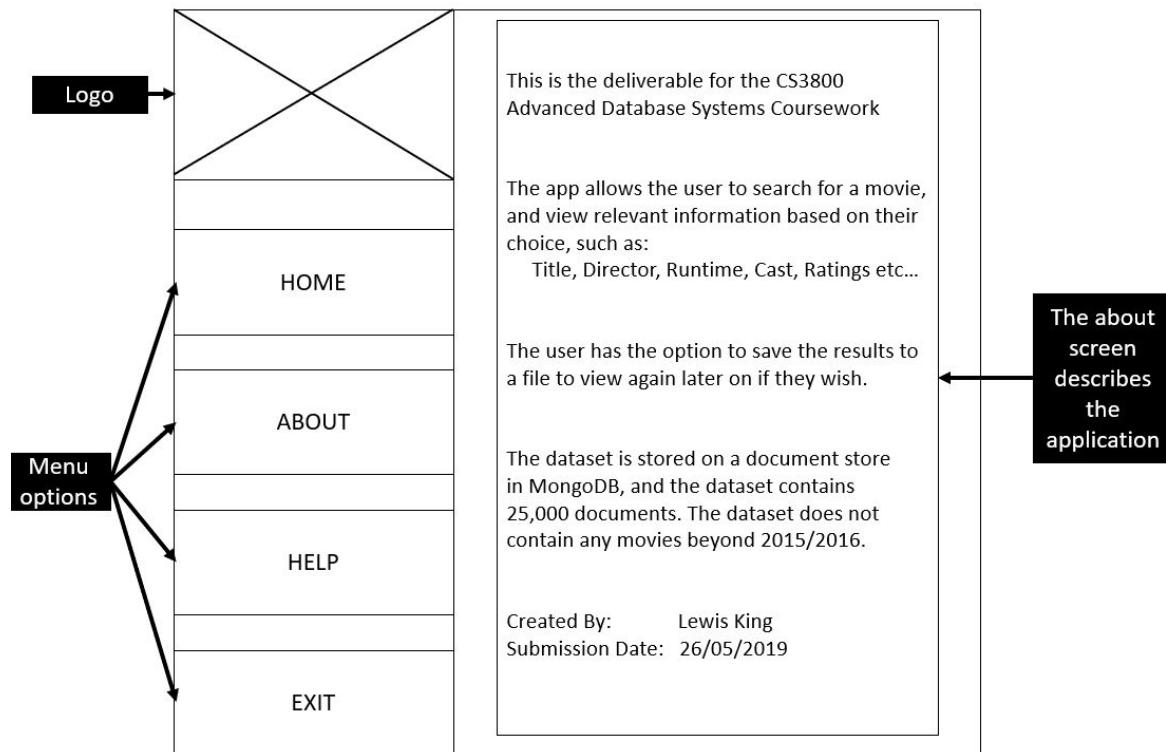 Logo
HOME
ABOUT
HELP
EXIT
Menu
options
This is the deliverable for the CS3800
Advanced Database Systems Coursework
The app allows the user to search for a movie,
and view relevant information based on their
choice, such as:
Title, Director, Runtime, Cast, Ratings etc...
The user has the option to save the results to
a file to view again later on if they wish.
The dataset is stored on a document store
in MongoDB, and the dataset contains
25,000 documents. The dataset does not
contain any movies beyond 2015/2016.
Created By: Lewis King
Submission Date: 26/05/2019
The about
screen
describes
the
application